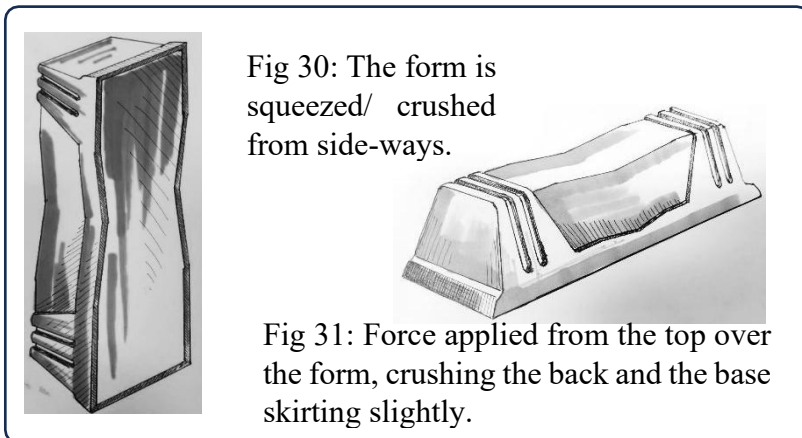 Fig 30: The form is
squeezed/ crushed
from side-ways.
Fig 31: Force applied from the top over
the form, crushing the back and the base
skirting slightly.